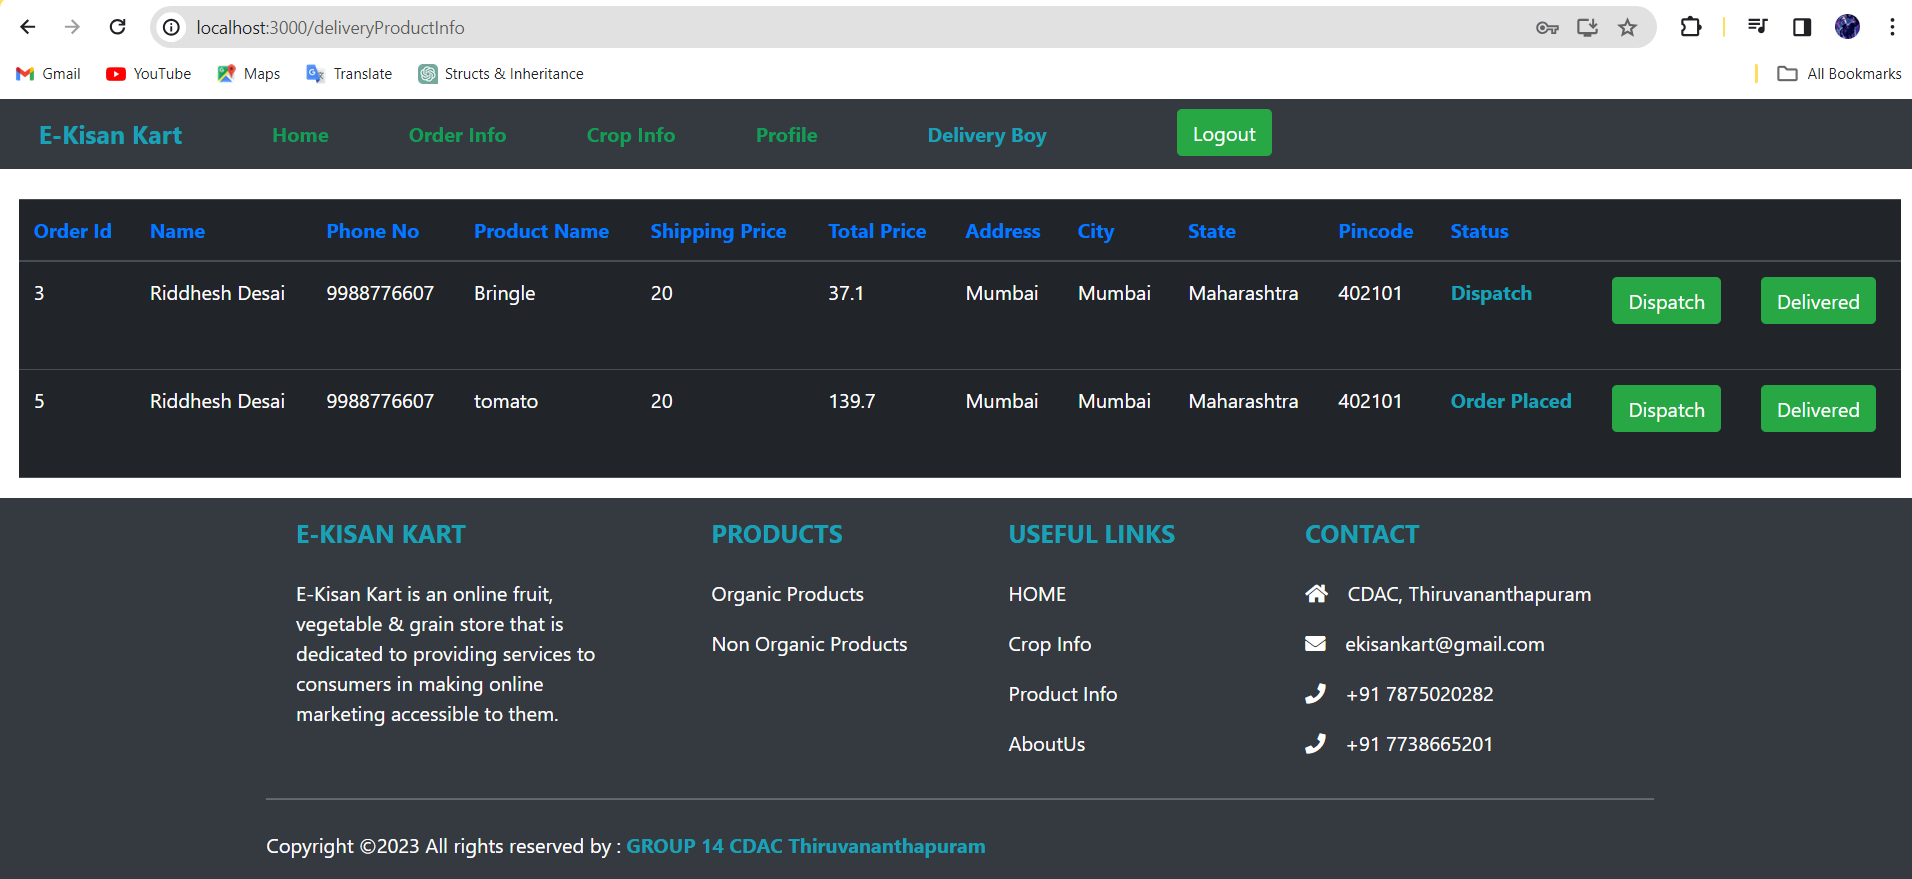 localhost:3000/deliveryProductInfo
Gmail YouTube Maps Translate Structs & Inheritance All Bookmarks
E-Kisan Kart Home Order Info Crop Info Profile Delivery Boy Logout
Order Id Name Phone No Product Name Shipping Price Total Price Address City State Pincode Status
3 Riddhesh Desai 9988776607 Bringle 20 37.1 Mumbai Mumbai Maharashtra 402101 Dispatch Dispatch Delivered
5 Riddhesh Desai 9988776607 tomato 20 139.7 Mumbai Mumbai Maharashtra 402101 Order Placed Dispatch Delivered
E-KISAN KART
E-Kisan Kart is an online fruit,
vegetable & grain store that is
dedicated to providing services to
consumers in making online
marketing accessible to them.
PRODUCTS
Organic Products
Non Organic Products
USEFUL LINKS
HOME
Crop Info
Product Info
AboutUs
CONTACT
CDAC, Thiruvananthapuram
ekisankart@gmail.com
+91 7875020282
+91 7738665201
Copyright ©2023 All rights reserved by : GROUP 14 CDAC Thiruvananthapuram